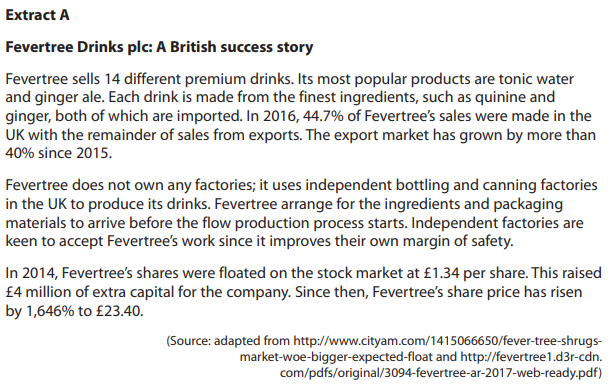 Extract A
Fevertree Drinks plc: A British success story
Fevertree sells 14 different premium drinks. Its most popular products are tonic water
and ginger ale. Each drink is made from the finest ingredients, such as quinine and
ginger, both of which are imported. In 2016, 44.7% of Fevertree's sales were made in the
UK with the remainder of sales from exports. The export market has grown by more than
40% since 2015.
Fevertree does not own any factories; it uses independent bottling and canning factories
in the UK to produce its drinks. Fevertree arrange for the ingredients and packaging
materials to arrive before the flow production process starts. Independent factories are
keen to accept Fevertree's work since it improves their own margin of safety.
In 2014, Fevertree's shares were floated on the stock market at £1.34 per share. This raised
£4 million of extra capital for the company. Since then, Fevertree's share price has risen
by 1,646% to £23.40.
(Source: adapted from http://www.cityam.com/1415066650/fever-tree-shrugs-
market-woe-bigger-expected-float and http://fevertree1.d3r-cdn.
com/pdfs/original/3094-fevertree-ar-2017-web-ready.pdf)